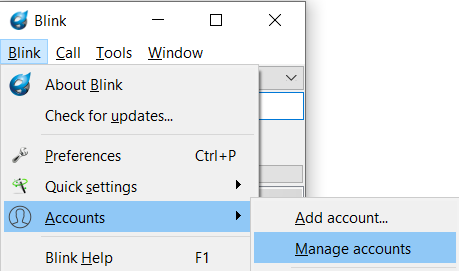 Blink
Blink Call Tools Window
About Blink
Check for updates...
Preferences Ctrl+P
Quick settings
Accounts
Add account...
Manage accounts
Blink Help F1